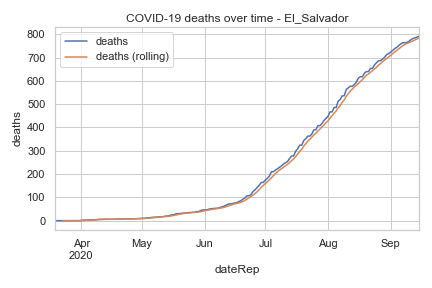 COVID-19 deaths over time - El_Salvador
deaths
deaths (rolling)
800
700
600
500
400
300
200
100
0
deaths
Apr
2020
May
Jun
Jul
Aug
Sep
dateRep